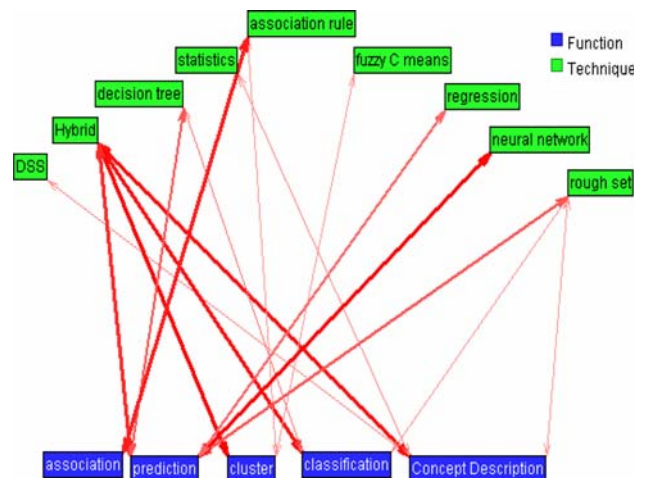 association rule
statistics
fuzzy C means
Function
Technique
decision tree
regression
Hybrid
neural network
DSS
rough set
association
prediction
cluster
classification
Concept Description